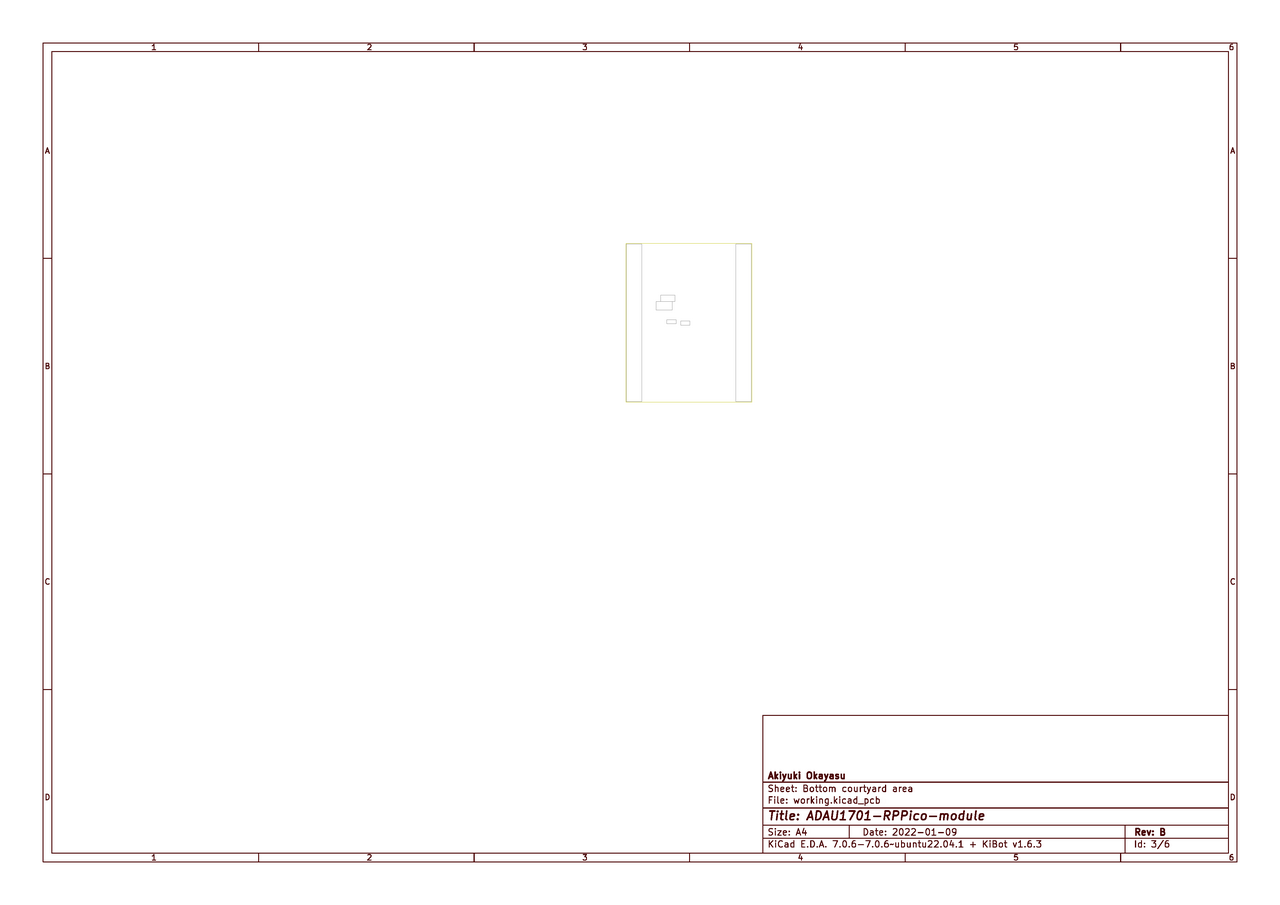 1 2 3 4 5 6
A A
B B
C C
D D
Akiyuki Okayasu
Sheet: Bottom courtyard area
File: working.kicad_pcb
Title: ADAU1701-RPPico-module
Size: A4 Date: 2022-01-09 Rev: B
KiCad E.D.A. 7.0.6-7.0.6~ubuntu22.04.1 + KiBot v1.6.3 Id: 3/6
1 2 3 4 5 6